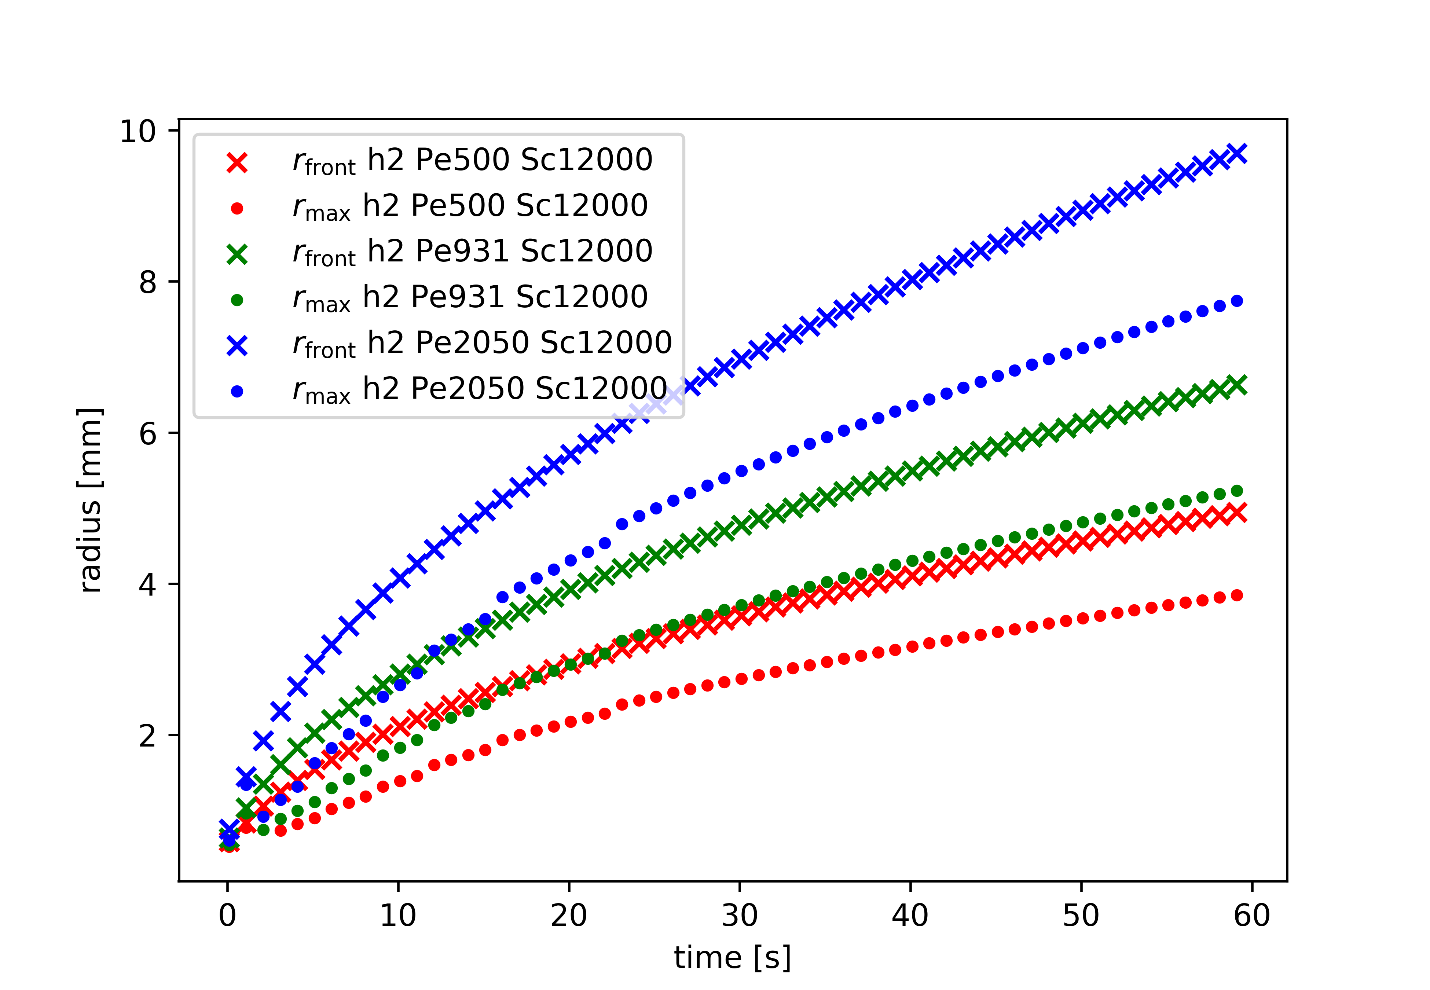 10
8
6
4
2
radius [mm]
r_front h2 Pe500 Sc12000
r_max h2 Pe500 Sc12000
r_front h2 Pe931 Sc12000
r_max h2 Pe931 Sc12000
r_front h2 Pe2050 Sc12000
r_max h2 Pe2050 Sc12000
0 10 20 30 40 50 60
time [s]